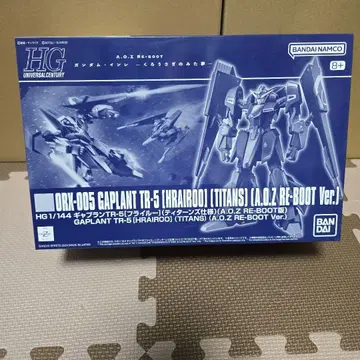 HG
UNIVERSAL CENTURY
A.O.Z RE-BOOT
ガンダム・インレ -くろうさぎのみた夢-
BANDAI NAMCO
8+
ORX-005 GAPLANT TR-5 [HRAIROO] (TITANS) (A.O.Z RE-BOOT Ver.)
HG 1/144 ギャプランTR-5[フライルー](ティターンズ仕様)(A.O.Z RE-BOOT版)
GAPLANT TR-5 [HRAIROO] (TITANS) (A.O.Z RE-BOOT Ver.)
BAN
DAI